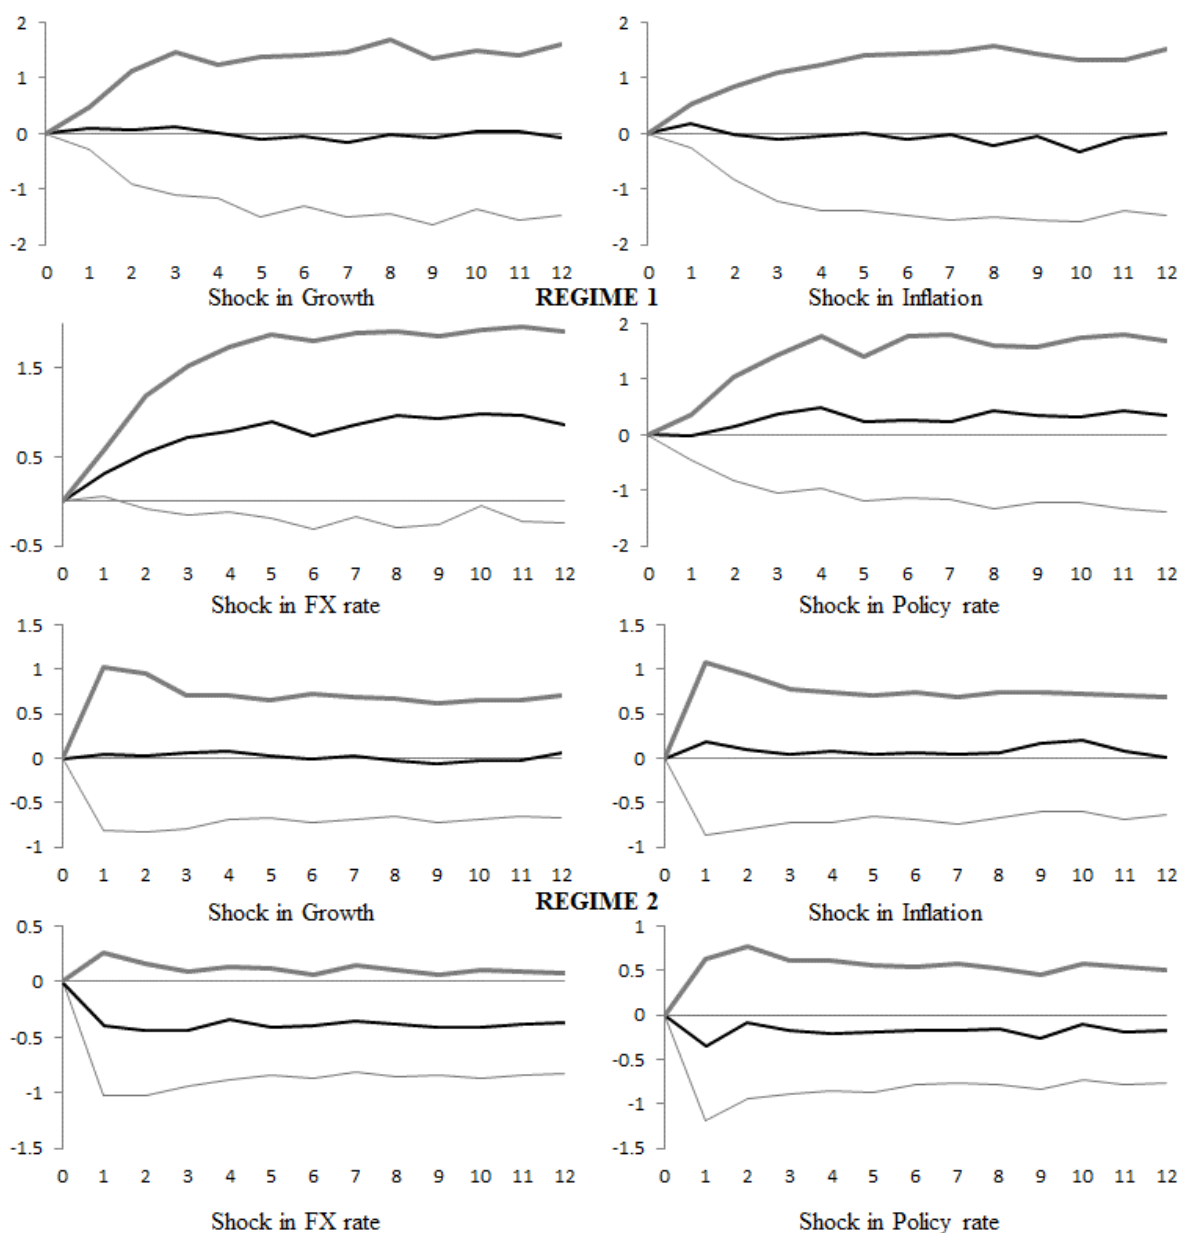 2 2
1 1
0 0
-1 -1
-2 -2
0 1 2 3 4 5 6 7 8 9 10 11 12 0 1 2 3 4 5 6 7 8 9 10 11 12
Shock in Growth REGIME 1 Shock in Inflation
2
1.5
1
0.5 0
-1
-0.5 -2
0 1 2 3 4 5 6 7 8 9 10 11 12 0 1 2 3 4 5 6 7 8 9 10 11 12
Shock in FX rate Shock in Policy rate
1.5 1.5
1 1
0.5 0.5
0 0
-0.5 -0.5
-1 -1
0 1 2 3 4 5 6 7 8 9 10 11 12 0 1 2 3 4 5 6 7 8 9 10 11 12
Shock in Growth REGIME 2 Shock in Inflation
0.5 1
0 0.5
-0.5 0
-0.5
-1 -1
-1.5 -1.5
0 1 2 3 4 5 6 7 8 9 10 11 12 0 1 2 3 4 5 6 7 8 9 10 11 12
Shock in FX rate Shock in Policy rate